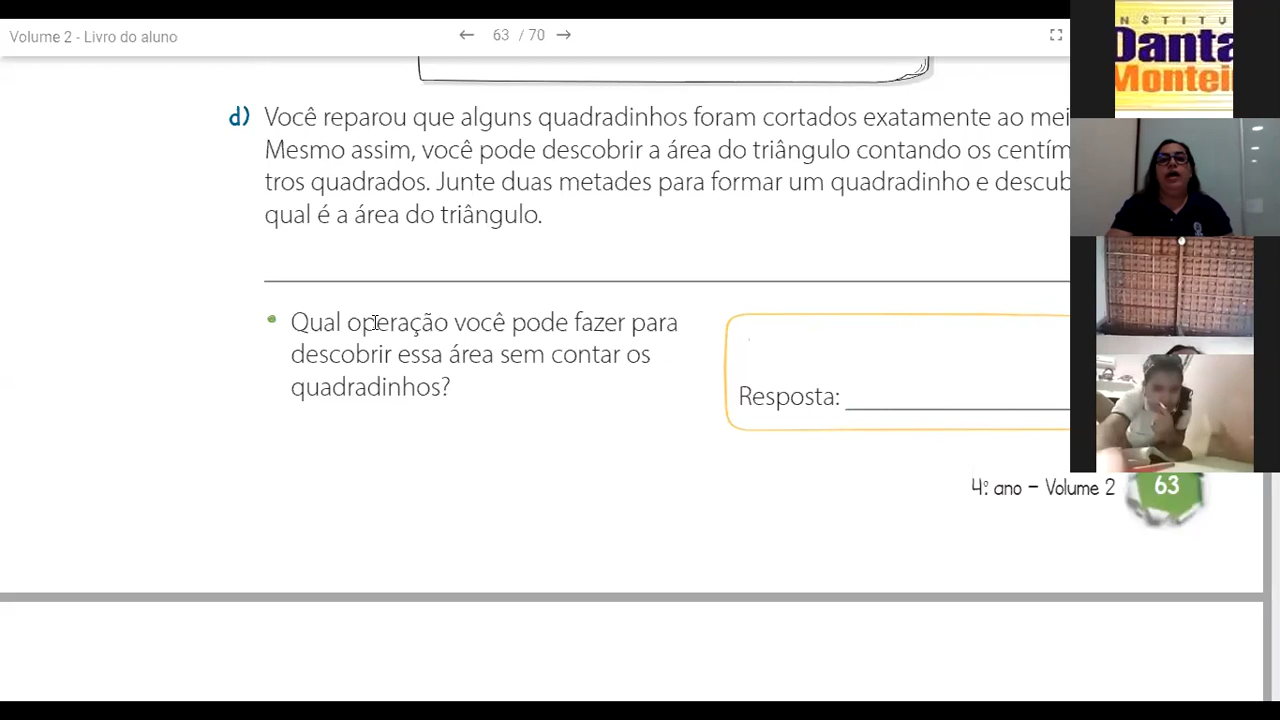 Volume 2 - Livro do aluno
63 / 70
d) Você reparou que alguns quadradinhos foram cortados exatamente ao mei
Mesmo assim, você pode descobrir a área do triângulo contando os centím
tros quadrados. Junte duas metades para formar um quadradinho e descub
qual é a área do triângulo.
• Qual operação você pode fazer para
descobrir essa área sem contar os
quadradinhos?
Resposta:
4º ano – Volume 2
63
NSTITU
Danta
Montei